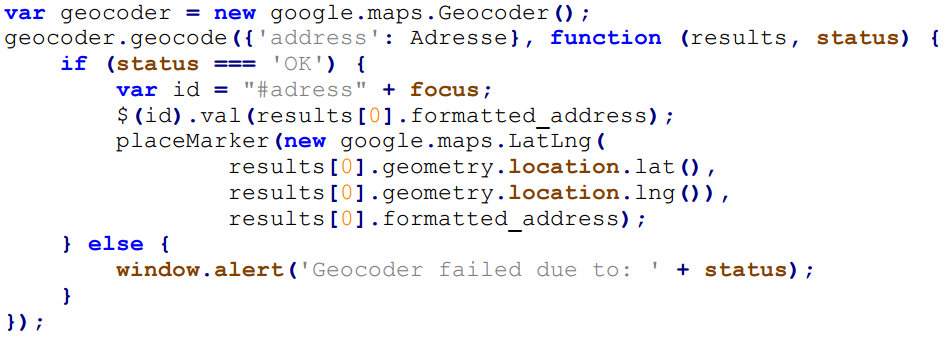 var geocoder = new google.maps.Geocoder();
geocoder.geocode({'address': Adresse}, function (results, status) {
    if (status === 'OK') {
        var id = "#adress" + focus;
        $(id).val(results[0].formatted_address);
        placeMarker(new google.maps.LatLng(
                results[0].geometry.location.lat(),
                results[0].geometry.location.lng()),
                results[0].formatted_address);
    } else {
        window.alert('Geocoder failed due to: ' + status);
    }
});